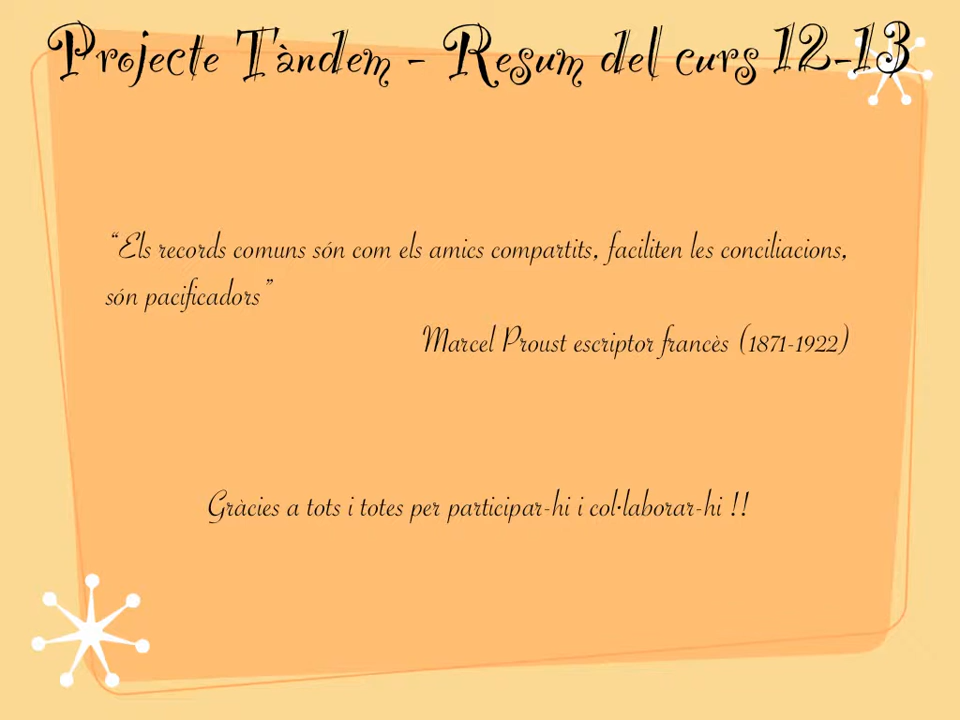 Projecte Tàndem - Resum del curs 12-13
“Els records comuns són com els amics compartits, faciliten les conciliacions,
són pacificadors”
Marcel Proust escriptor francès (1871-1922)
Gràcies a tots i totes per participar-hi i col·laborar-hi !!